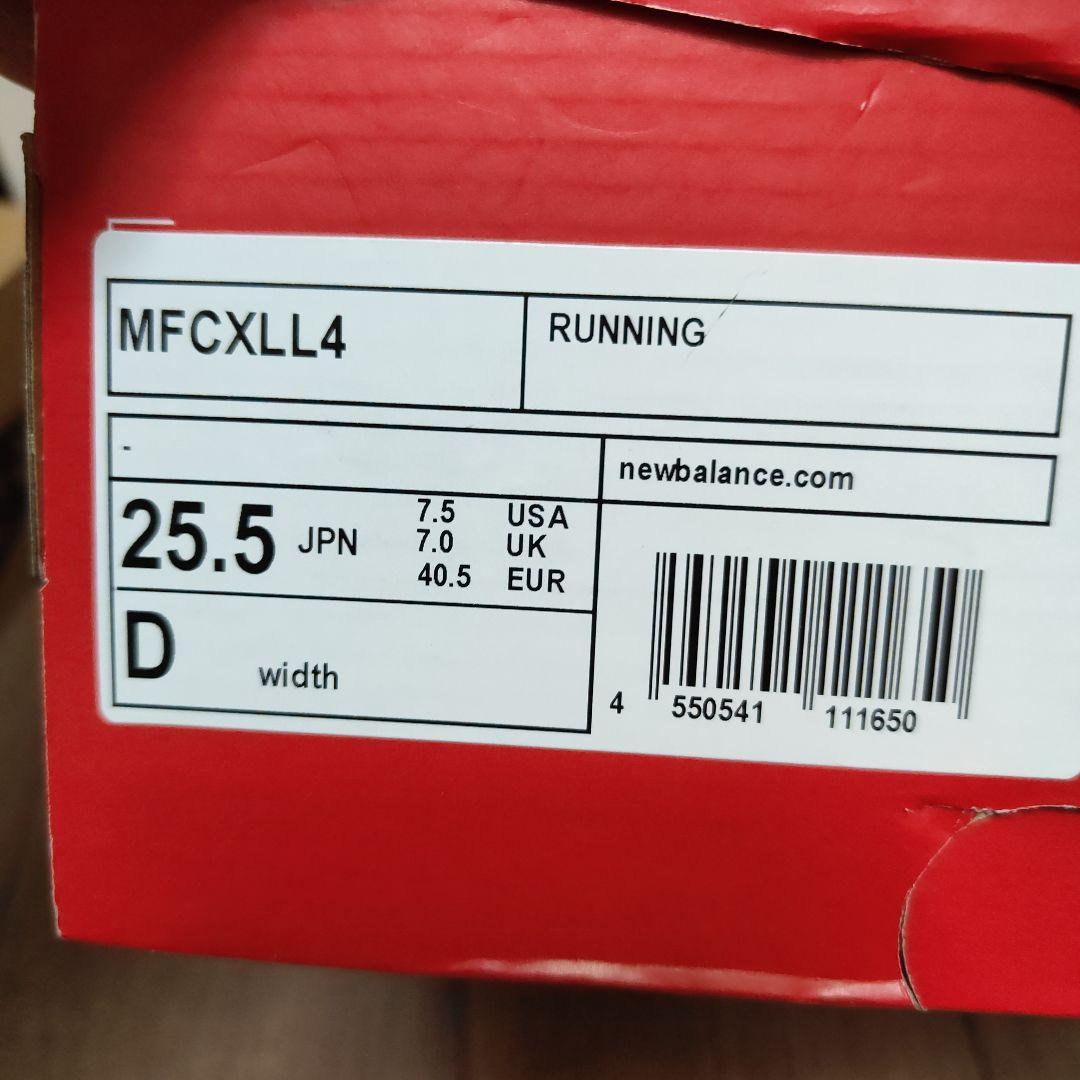 MFCXLL4
RUNNING
-
newbalance.com
25.5 JPN
7.5 USA
7.0 UK
40.5 EUR
D width
4 550541 111650